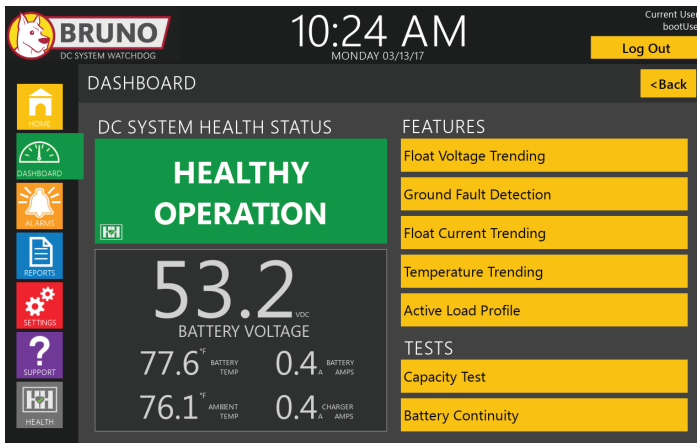 BRUNO
DC SYSTEM WATCHDOG
10:24 AM
MONDAY 03/13/17
Current User
bootUse
Log Out
DASHBOARD
<Back
HOME
DASHBOARD
ALARMS
REPORTS
SETTINGS
?
SUPPORT
HEALTH
DC SYSTEM HEALTH STATUS
HEALTHY
OPERATION
53.2 VDC
BATTERY VOLTAGE
77.6 °F BATTERY TEMP
0.4 A BATTERY AMPS
76.1 °F AMBIENT TEMP
0.4 A CHARGER AMPS
FEATURES
Float Voltage Trending
Ground Fault Detection
Float Current Trending
Temperature Trending
Active Load Profile
TESTS
Capacity Test
Battery Continuity